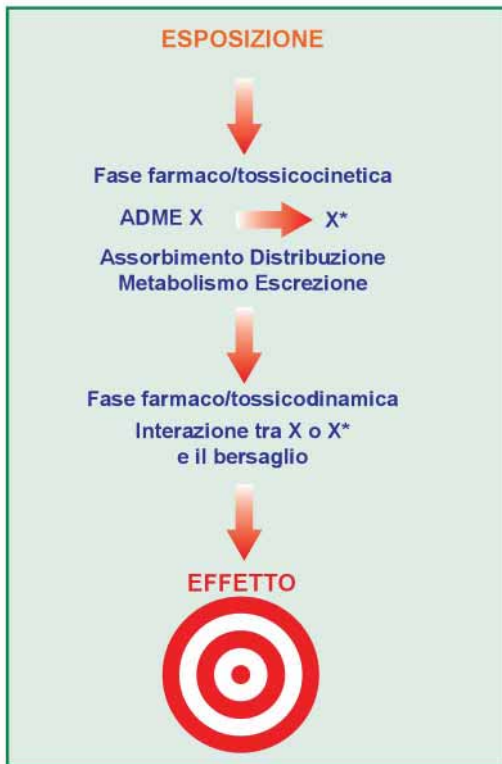 ESPOSIZIONE
Fase farmaco/tossicocinetica
ADME X X*
Assorbimento Distribuzione
Metabolismo Escrezione
Fase farmaco/tossicodinamica
Interazione tra X o X*
e il bersaglio
EFFETTO